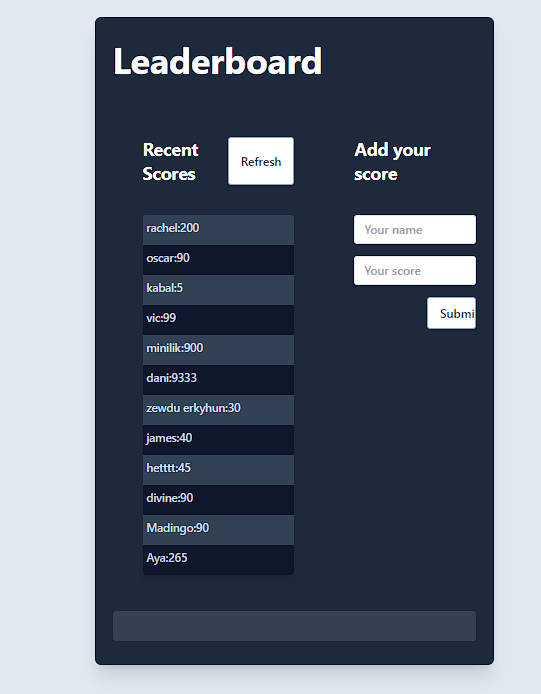 Leaderboard
Recent
Scores
Refresh
rachel:200
oscar:90
kabal:5
vic:99
minilik:900
dani:9333
zewdu erkyhun:30
james:40
hetttt:45
divine:90
Madingo:90
Aya:265
Add your
score
Your name
Your score
Submi